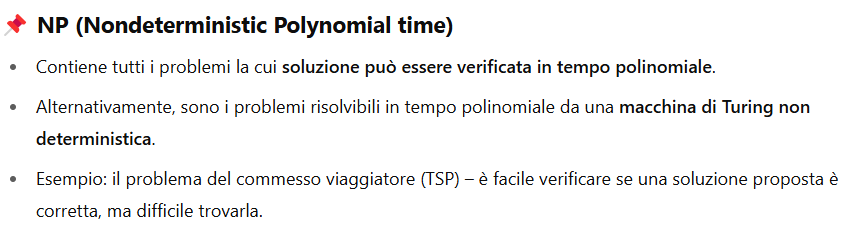 📌 NP (Nondeterministic Polynomial time)
• Contiene tutti i problemi la cui soluzione può essere verificata in tempo polinomiale.
• Alternativamente, sono i problemi risolvibili in tempo polinomiale da una macchina di Turing non
deterministica.
• Esempio: il problema del commesso viaggiatore (TSP) – è facile verificare se una soluzione proposta è
corretta, ma difficile trovarla.